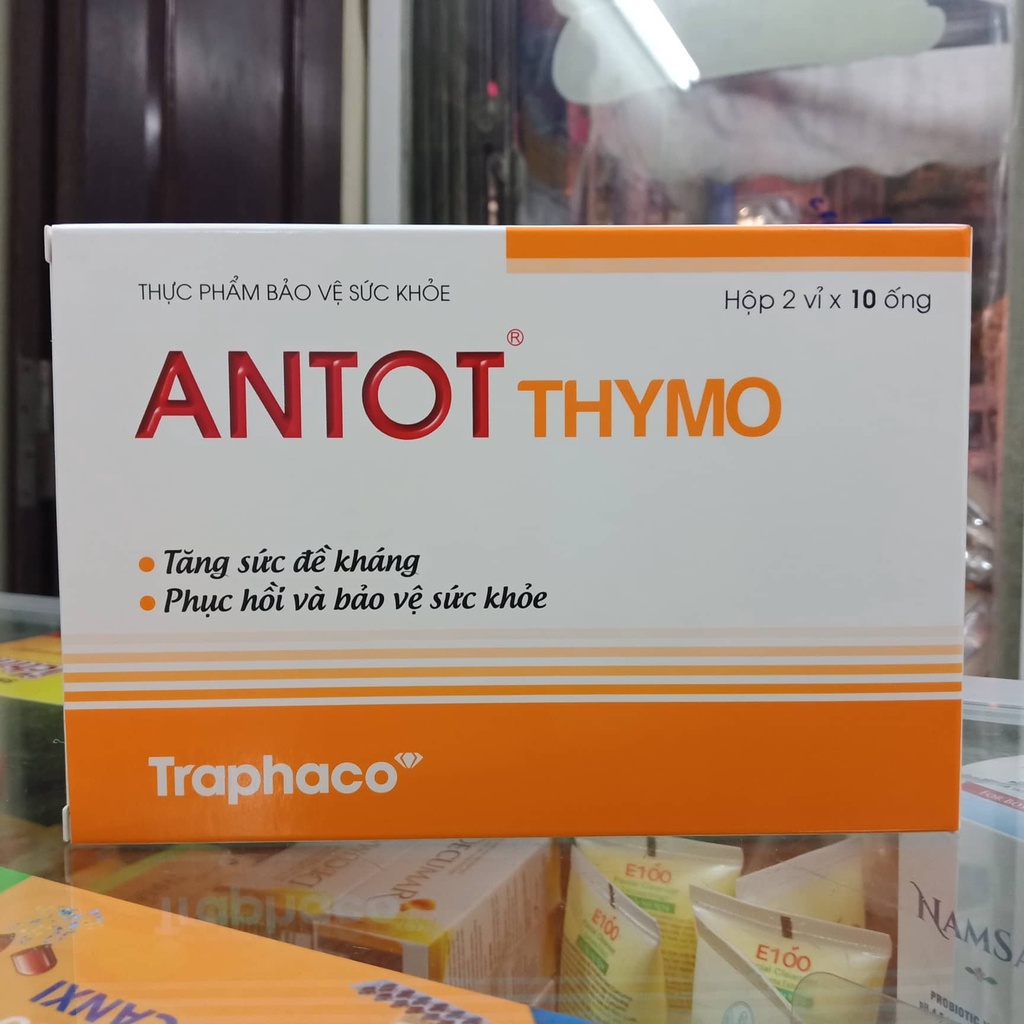 THỰC PHẨM BẢO VỆ SỨC KHỎE
Hộp 2 vỉ x 10 ống
ANTOT® THYMO
• Tăng sức đề kháng
• Phục hồi và bảo vệ sức khỏe
Traphaco
E100
E100
E100
CANXI
PROBIOTIC